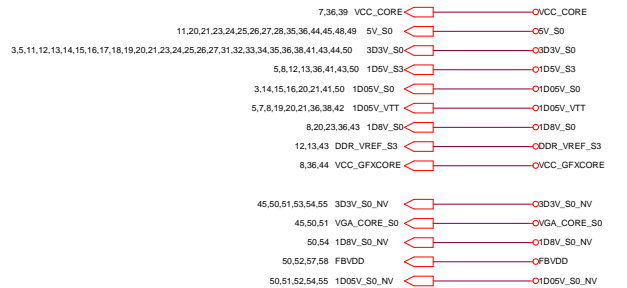 7,36,39 VCC_CORE VCC_CORE
11,20,21,23,24,25,26,27,28,35,36,44,45,48,49 5V_S0 5V_S0
3,5,11,12,13,14,15,16,17,18,19,20,21,23,24,25,26,27,31,32,33,34,35,36,38,41,43,44,50 3D3V_S0 3D3V_S0
5,8,12,13,36,41,43,50 1D5V_S3 1D5V_S3
3,14,15,16,20,21,41,50 1D05V_S0 1D05V_S0
5,7,8,19,20,21,36,38,42 1D05V_VTT 1D05V_VTT
8,20,23,36,43 1D8V_S0 1D8V_S0
12,13,43 DDR_VREF_S3 DDR_VREF_S3
8,36,44 VCC_GFXCORE VCC_GFXCORE
45,50,51,53,54,55 3D3V_S0_NV 3D3V_S0_NV
45,50,51 VGA_CORE_S0 VGA_CORE_S0
50,54 1D8V_S0_NV 1D8V_S0_NV
50,52,57,58 FBVDD FBVDD
50,51,52,54,55 1D05V_S0_NV 1D05V_S0_NV